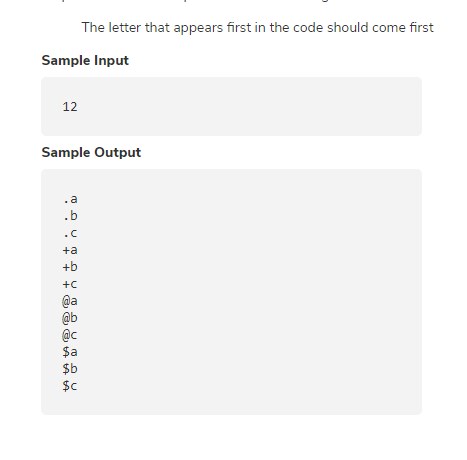 The letter that appears first in the code should come first
Sample Input
12
Sample Output
.a
.b
.c
+a
+b
+c
@a
@b
@c
$a
$b
$c